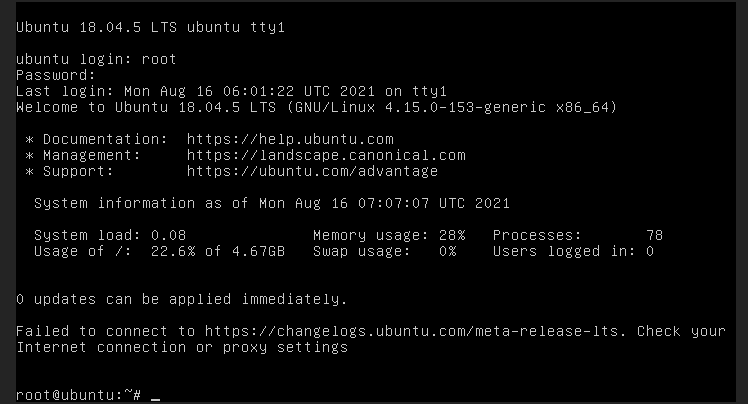 Ubuntu 18.04.5 LTS ubuntu tty1
ubuntu login: root
Password:
Last login: Mon Aug 16 06:01:22 UTC 2021 on tty1
Welcome to Ubuntu 18.04.5 LTS (GNU/Linux 4.15.0-153-generic x86_64)
* Documentation:  https://help.ubuntu.com
* Management:     https://landscape.canonical.com
* Support:        https://ubuntu.com/advantage
System information as of Mon Aug 16 07:07:07 UTC 2021
System load: 0.08              Memory usage: 28%   Processes:       78
Usage of /:  22.6% of 4.67GB   Swap usage:   0%    Users logged in: 0
0 updates can be applied immediately.
Failed to connect to https://changelogs.ubuntu.com/meta-release-lts. Check your
Internet connection or proxy settings
root@ubuntu:~# _